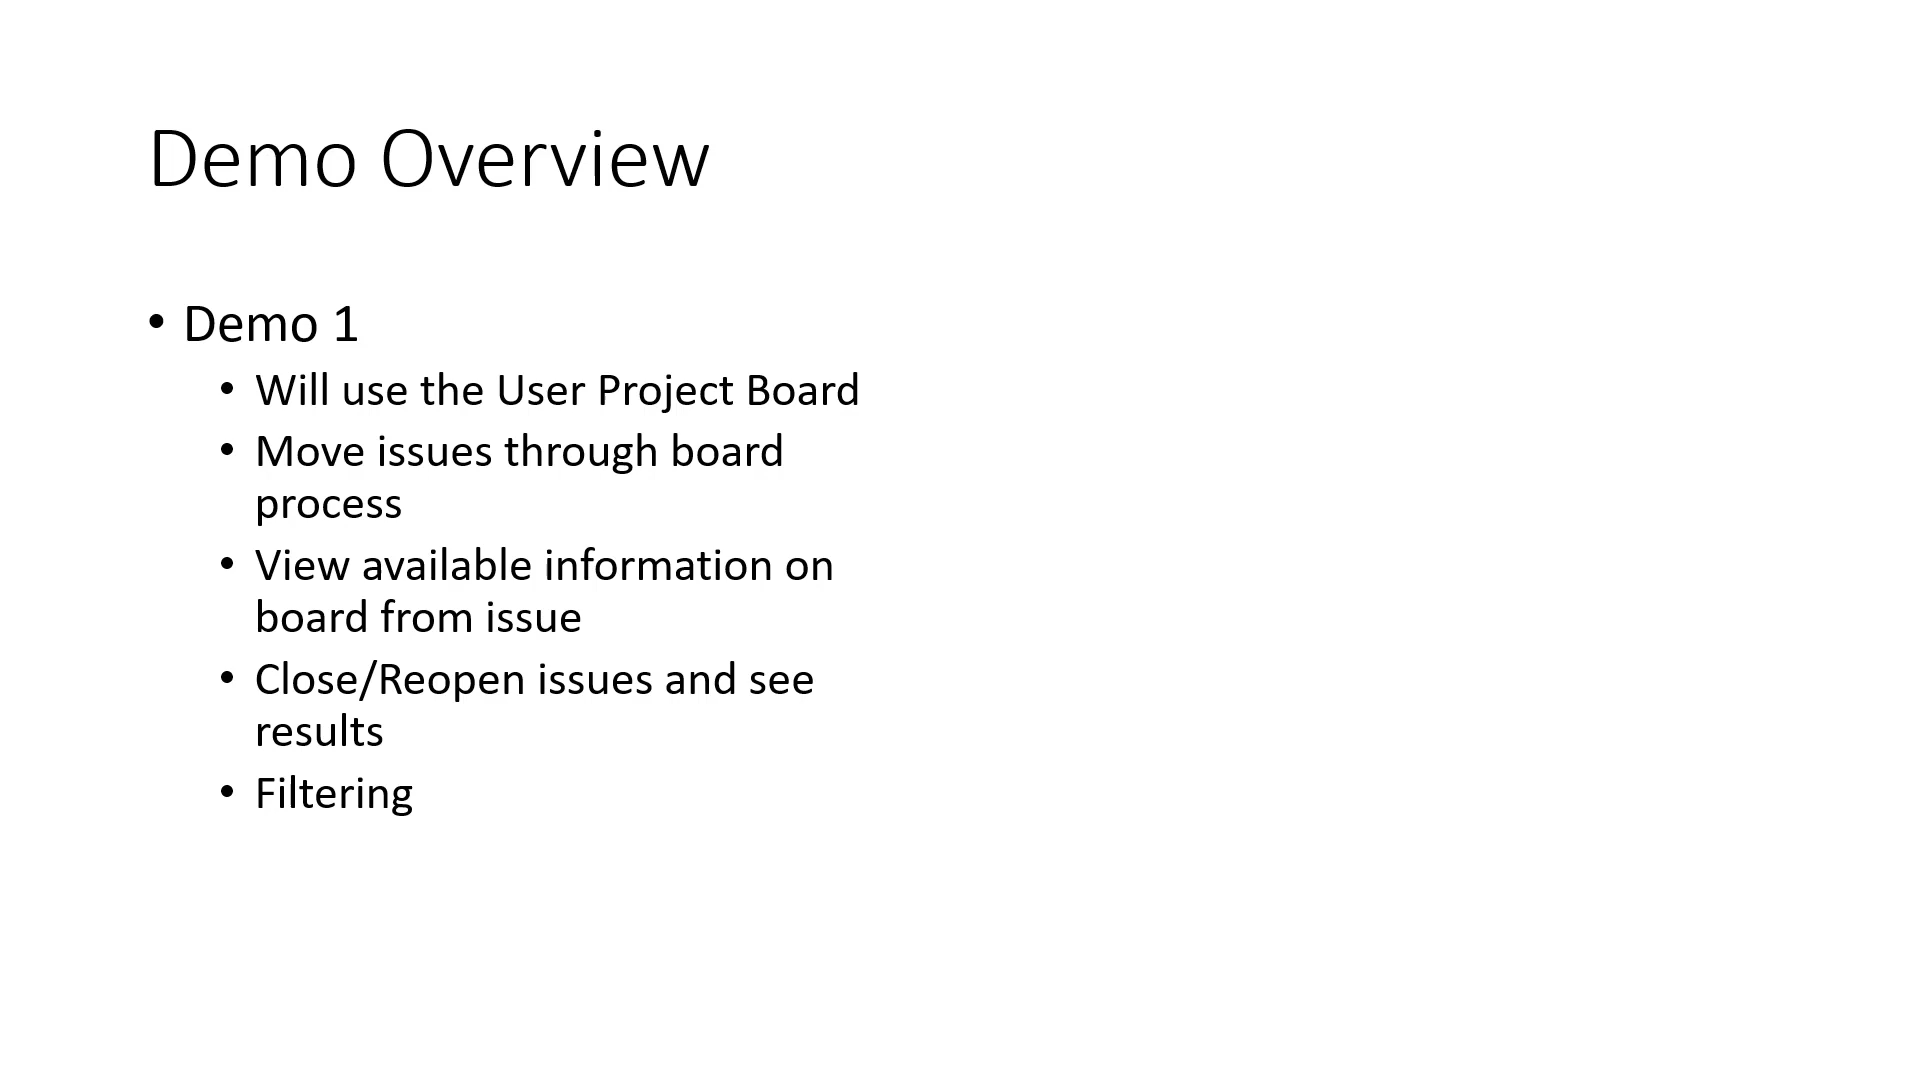 Demo Overview
• Demo 1
• Will use the User Project Board
• Move issues through board
process
• View available information on
board from issue
• Close/Reopen issues and see
results
• Filtering